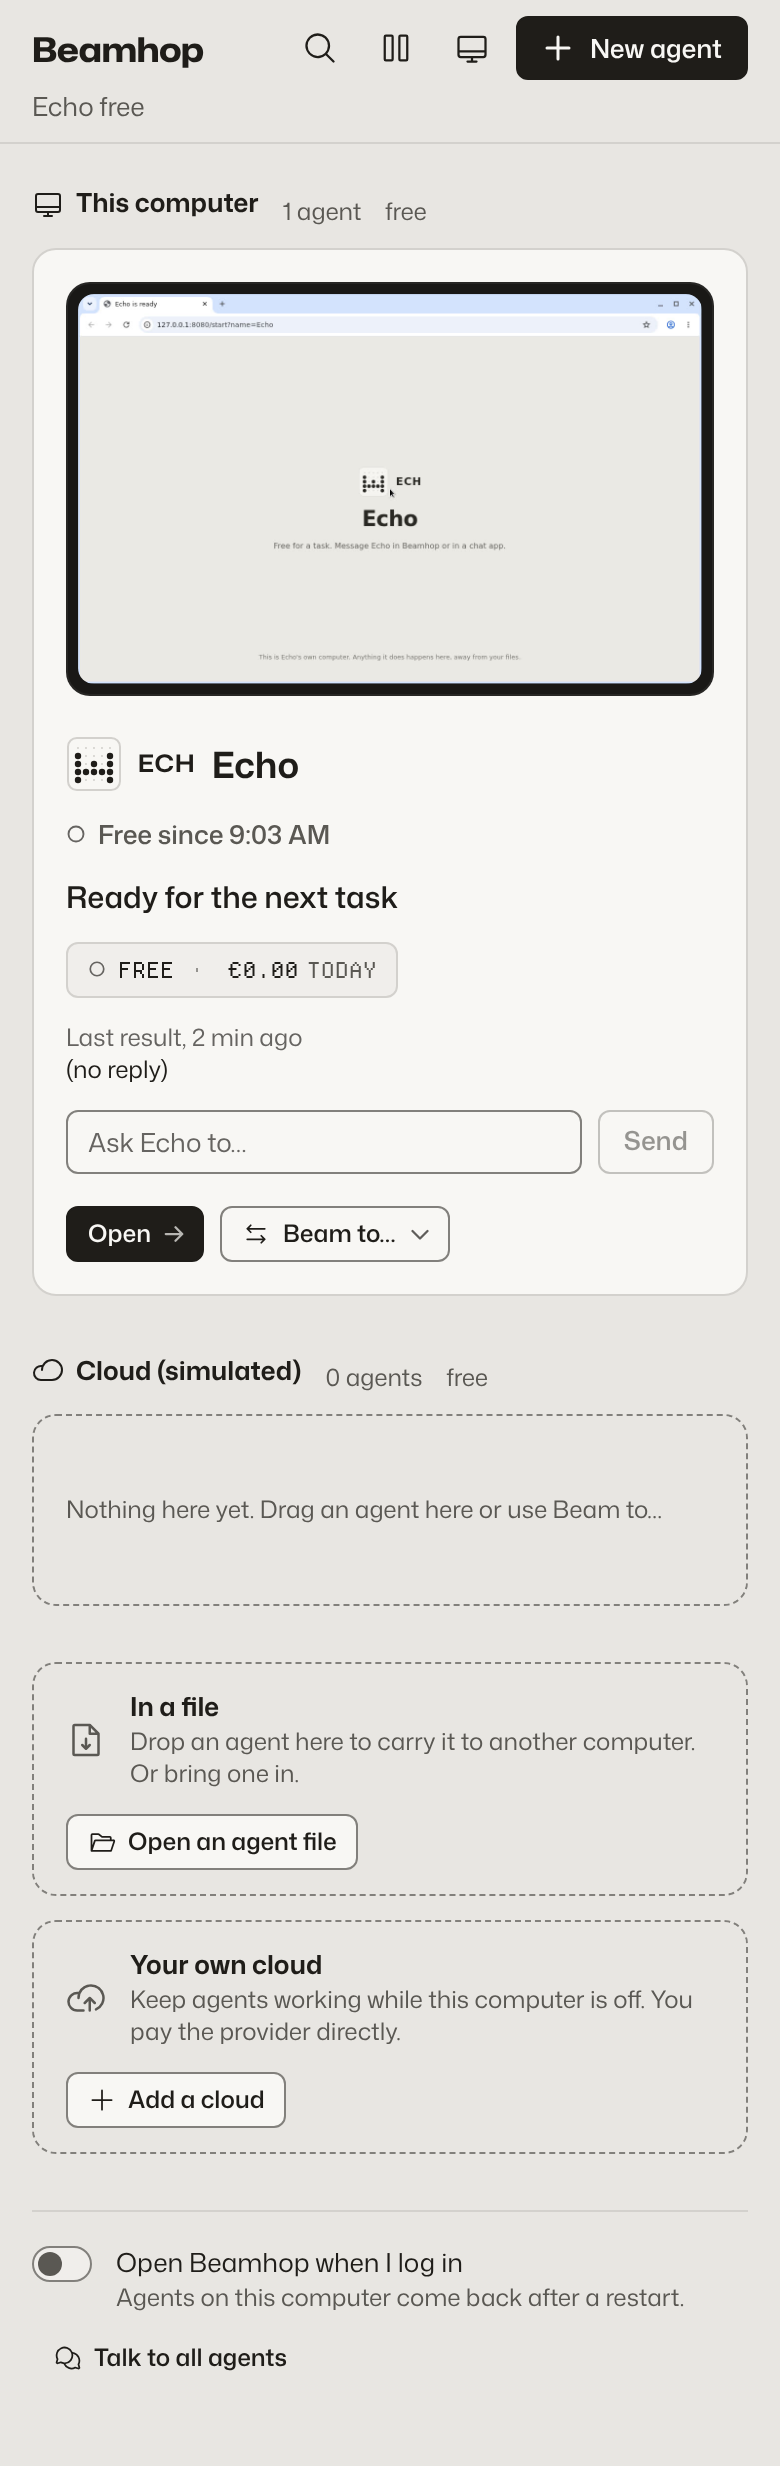 Beamhop
New agent
Echo free
This computer 1 agent free
Echo is ready
127.0.0.1:8080/start?name=Echo
ECH
Echo
Free for a task. Message Echo in Beamhop or in a chat app.
This is Echo's own computer. Anything it does happens here, away from your files.
ECH Echo
Free since 9:03 AM
Ready for the next task
FREE · €0.00 TODAY
Last result, 2 min ago
(no reply)
Ask Echo to...
Send
Open
Beam to...
Cloud (simulated) 0 agents free
Nothing here yet. Drag an agent here or use Beam to...
In a file
Drop an agent here to carry it to another computer.
Or bring one in.
Open an agent file
Your own cloud
Keep agents working while this computer is off. You
pay the provider directly.
Add a cloud
Open Beamhop when I log in
Agents on this computer come back after a restart.
Talk to all agents